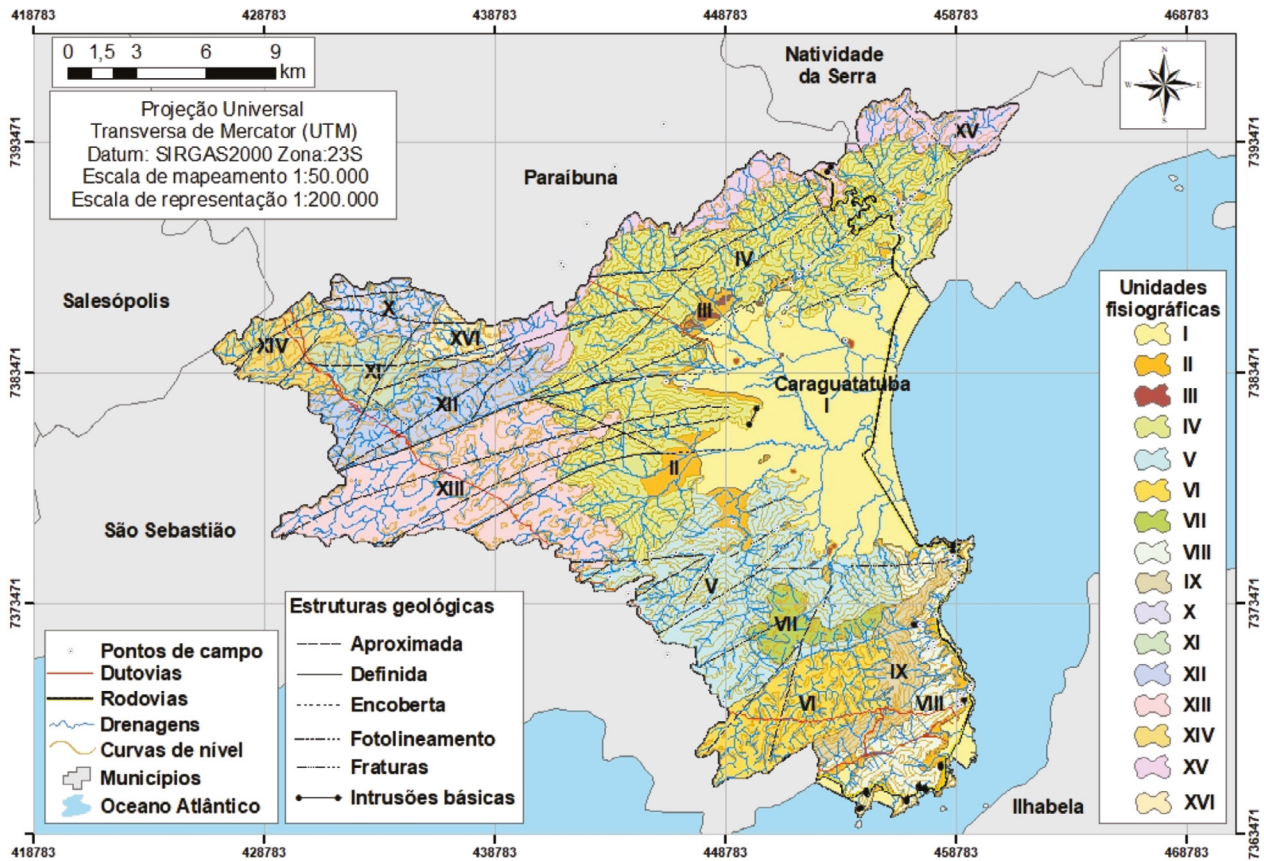 418783 428783 438783 448783 458783 468783
0 1,5 3 6 9
km
Projeção Universal
Transversa de Mercator (UTM)
Datum: SIRGAS2000 Zona:23S
Escala de mapeamento 1:50.000
Escala de representação 1:200.000
Natividade
da Serra
N
W E
S
7393471 7393471
XV
Paraíbuna
IV
Salesópolis
X
III
XVI
XIV
XI
7383471 7383471
Caraguatatuba
I
XII
II
XIII
São Sebastião
V
7373471 7373471
VII
IX
VI
VIII
Ilhabela
Unidades
fisiográficas
I
II
III
IV
V
VI
VII
VIII
IX
X
XI
XII
XIII
XIV
XV
XVI
Pontos de campo
Dutovias
Rodovias
Drenagens
Curvas de nível
Municípios
Oceano Atlântico
Estruturas geológicas
Aproximada
Definida
Encoberta
Fotolineamento
Fraturas
Intrusões básicas
7363471 7363471
418783 428783 438783 448783 458783 468783